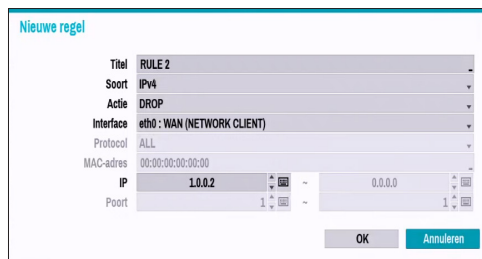 Nieuwe regel
Titel RULE 2
Soort IPv4
Actie DROP
Interface eth0 : WAN (NETWORK CLIENT)
Protocol ALL
MAC-adres 00:00:00:00:00:00
IP 1.0.0.2 ~ 0.0.0.0
Poort 1 ~ 1
OK Annuleren